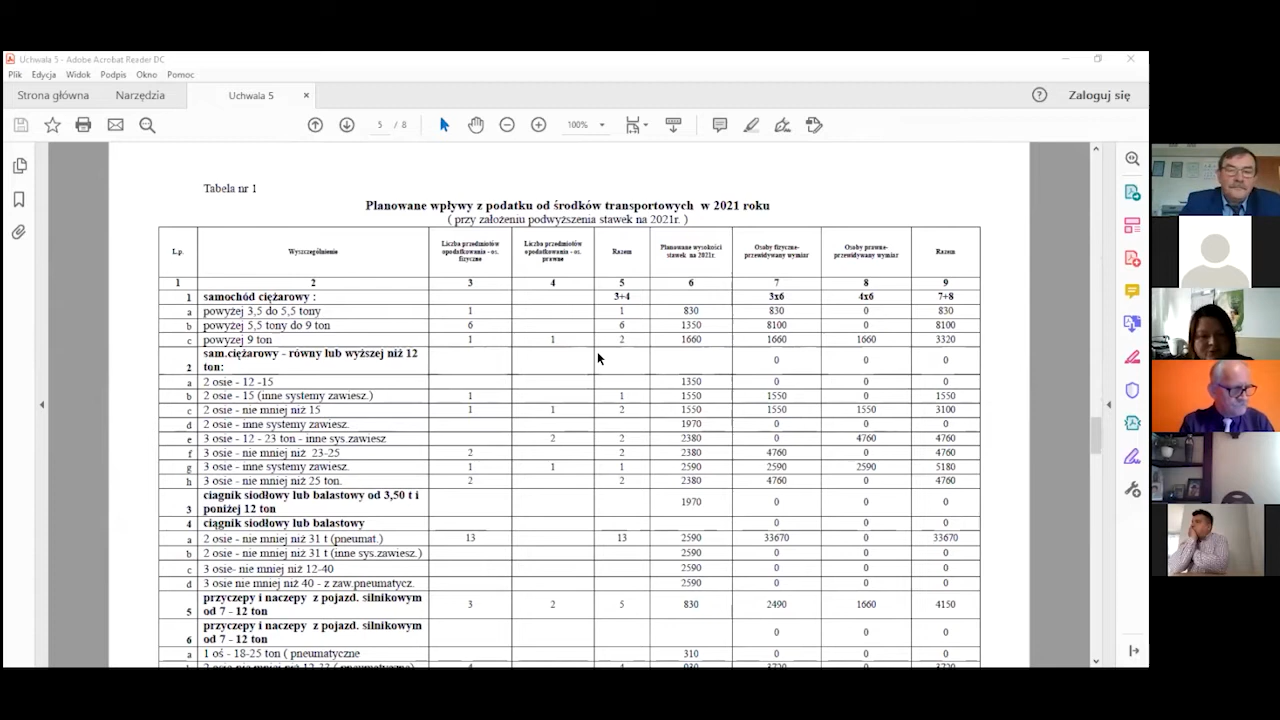 Uchwala 5 - Adobe Acrobat Reader DC
Plik Edycja Widok Podpis Okno Pomoc
Strona główna Narzędzia Uchwala 5 × Zaloguj się
5 / 8 100%
Tabela nr 1
Planowane wpływy z podatku od środków transportowych w 2021 roku
( przy założeniu podwyższenia stawek na 2021r. )
L.p. Wyszczególnienie Liczba przedmiotów opodatkowania - os. fizyczne Liczba przedmiotów opodatkowania - os. prawne Razem Planowane wysokości stawek na 2021r. Osoby fizyczne- przewidywany wymiar Osoby prawne- przewidywany wymiar Razem
1 2 3 4 5 6 7 8 9
1 samochód ciężarowy : 3+4 3x6 4x6 7+8
a powyżej 3,5 do 5,5 tony 1 1 830 830 0 830
b powyżej 5,5 tony do 9 ton 6 6 1350 8100 0 8100
c powyzej 9 ton 1 1 2 1660 1660 1660 3320
2 sam.ciężarowy - równy lub wyższej niż 12 ton: 0 0 0
a 2 osie - 12 -15 1350 0 0 0
b 2 osie - 15 (inne systemy zawiesz.) 1 1 1550 1550 0 1550
c 2 osie - nie mniej niż 15 1 1 2 1550 1550 1550 3100
d 2 osie - inne systemy zawiesz. 1970 0 0 0
e 3 osie - 12 - 23 ton - inne sys.zawiesz 2 2 2380 0 4760 4760
f 3 osie - nie mniej niż 23-25 2 2 2380 4760 0 4760
g 3 osie - inne systemy zawiesz. 1 1 1 2590 2590 2590 5180
h 3 osie - nie mniej niż 25 ton. 2 2 2380 4760 0 4760
3 ciagnik siodłowy lub balastowy od 3,50 t i poniżej 12 ton 1970 0 0 0
4 ciągnik siodłowy lub balastowy 0 0 0
a 2 osie - nie mniej niż 31 t (pneumat.) 13 13 2590 33670 0 33670
b 2 osie - nie mniej niż 31 t (inne sys.zawiesz.) 2590 0 0 0
c 3 osie- nie mniej niż 12-40 2590 0 0 0
d 3 osie nie mniej niż 40 - z zaw.pneumatycz. 2590 0 0 0
5 przyczepy i naczepy z pojazd. silnikowym od 7 - 12 ton 3 2 5 830 2490 1660 4150
6 przyczepy i naczepy z pojazd. silnikowym od 7 - 12 ton 0 0 0
a 1 oś - 18-25 ton ( pneumatyczne 310 0 0 0